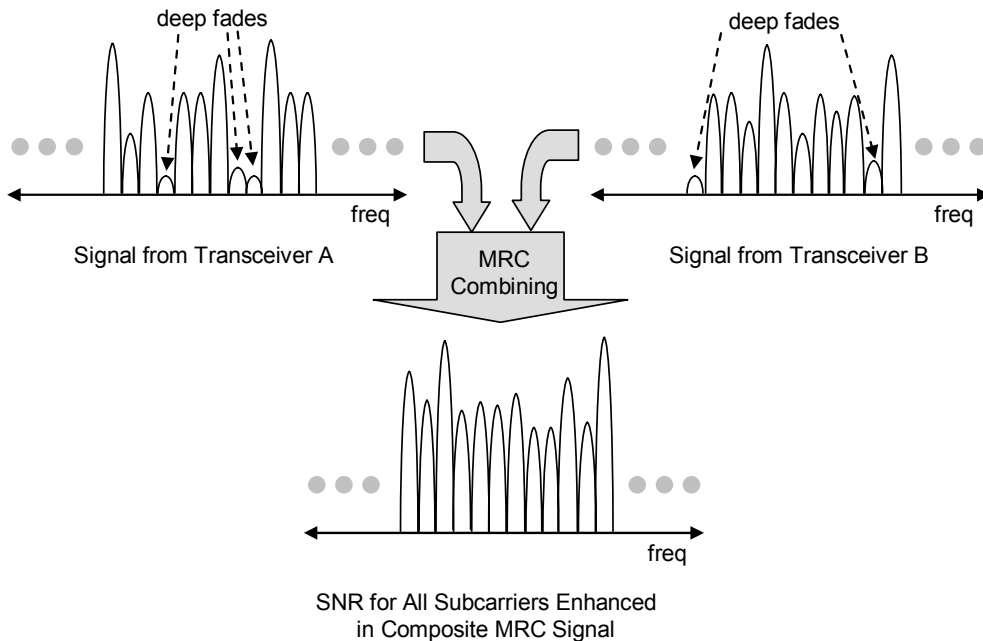 deep fades
deep fades
freq
freq
Signal from Transceiver A
Signal from Transceiver B
MRC
Combining
freq
SNR for All Subcarriers Enhanced
in Composite MRC Signal